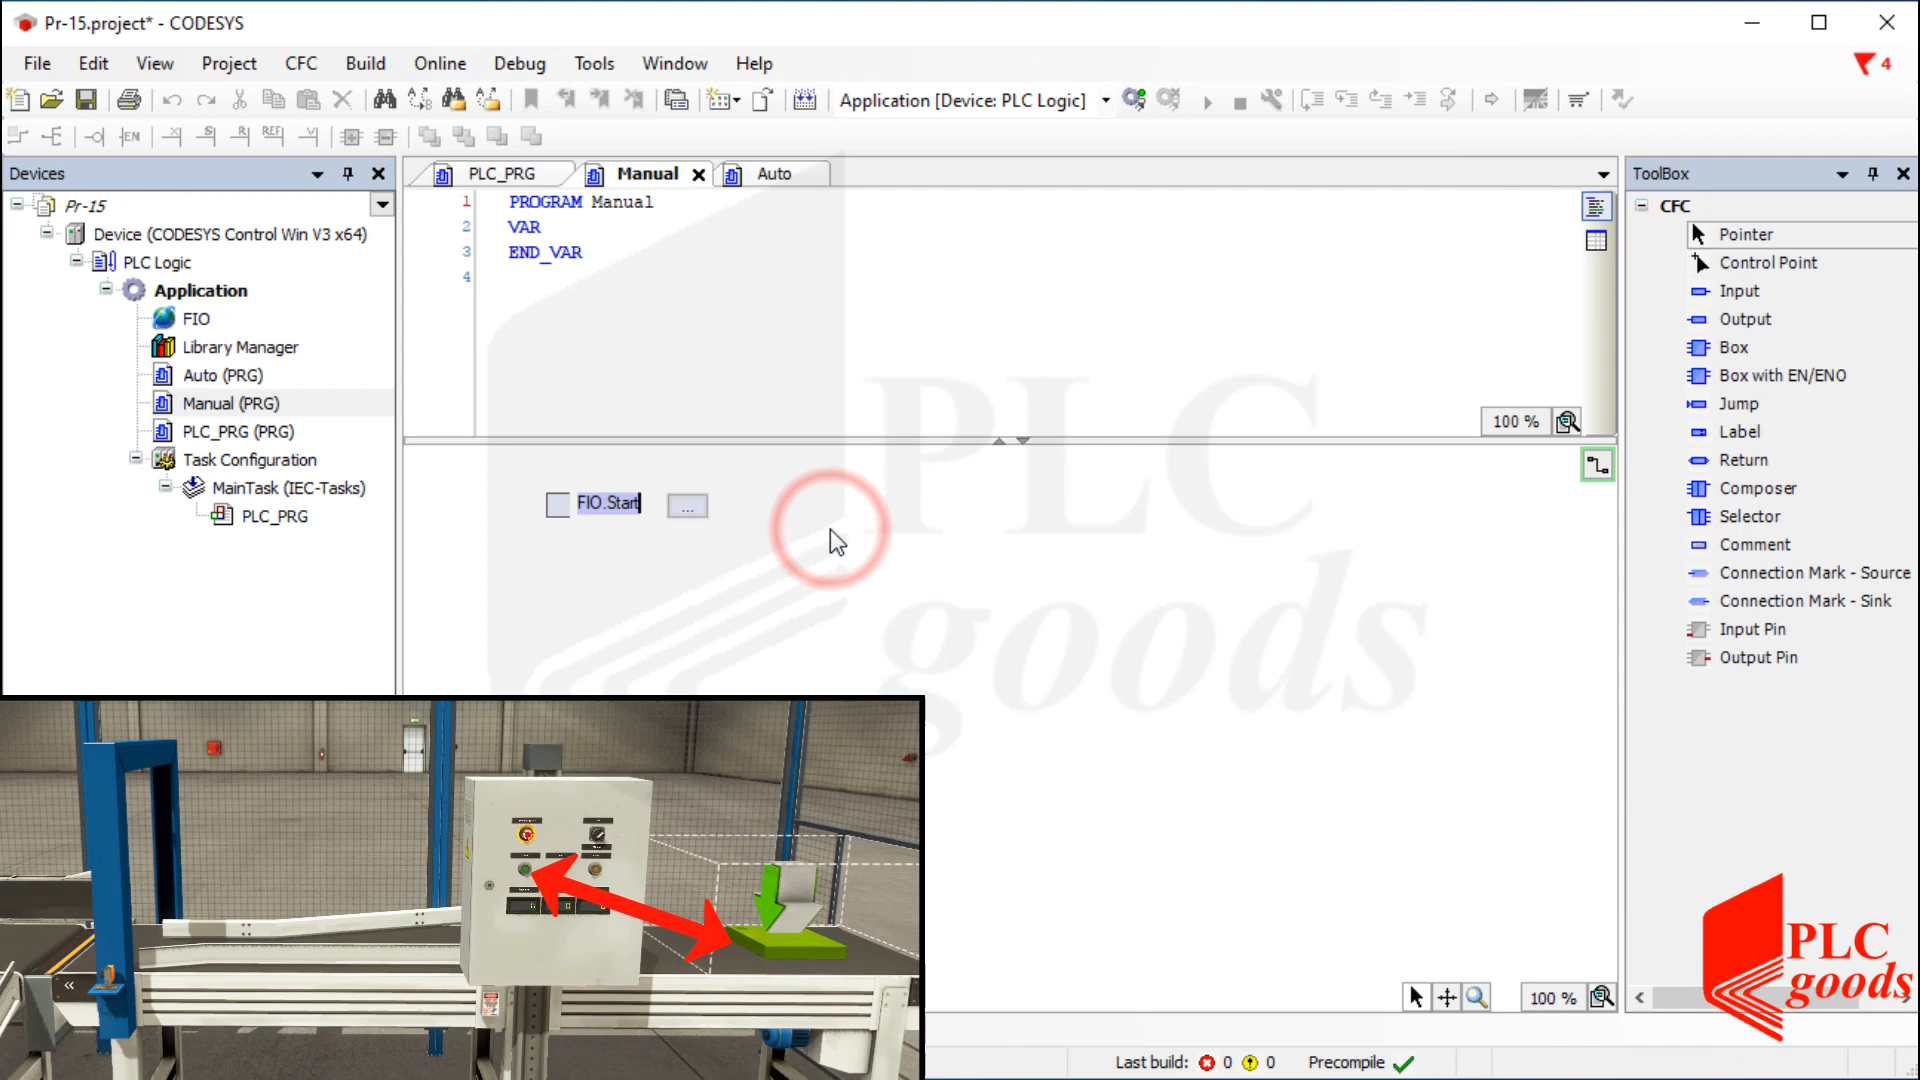 Pr-15.project* - CODESYS
File Edit View Project CFC Build Online Debug Tools Window Help
4
Application [Device: PLC Logic]
EN S R REF
Devices
Pr-15
Device (CODESYS Control Win V3 x64)
PLC Logic
Application
FIO
Library Manager
Auto (PRG)
Manual (PRG)
PLC_PRG (PRG)
Task Configuration
MainTask (IEC-Tasks)
PLC_PRG
PLC_PRG Manual Auto
1 PROGRAM Manual
2 VAR
3 END_VAR
4
100 %
FIO.Start ...
PLC
goods
100 %
ToolBox
CFC
Pointer
Control Point
Input
Output
Box
Box with EN/ENO
Jump
Label
Return
Composer
Selector
Comment
Connection Mark - Source
Connection Mark - Sink
Input Pin
Output Pin
PLC
goods
Last build: 0 0 Precompile